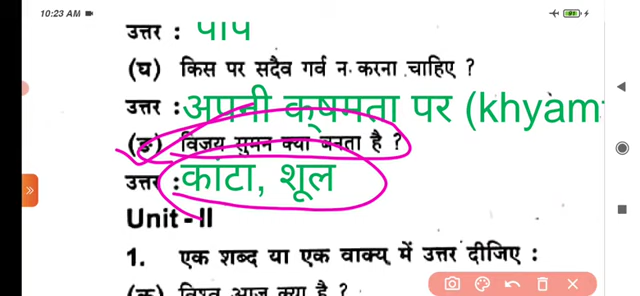 10:23 AM
उत्तर : पाप
(घ) किस पर सदैव गर्व न करना चाहिए ?
उत्तर : अपनी क्षमता पर (khyam
(ङ) विजय सुमन क्या बनता है ?
उत्तर : कांटा, शूल
Unit - II
1. एक शब्द या एक वाक्य में उत्तर दीजिए :
(क) विश्व आज क्या है ?